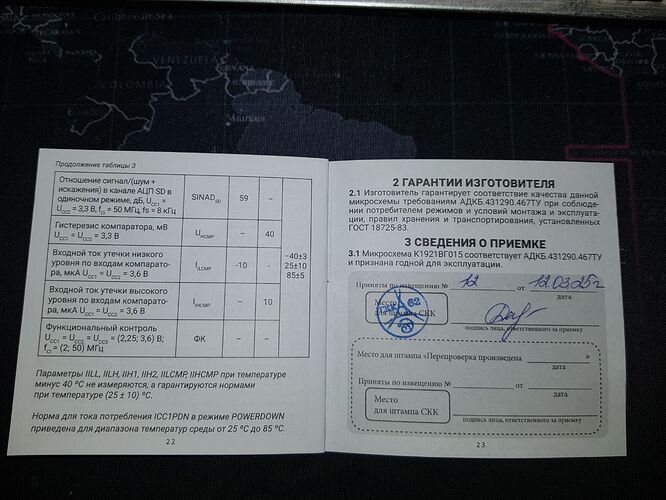 Caribbean Sea
VENEZUELA
COLOMBIA
Manaus
Продолжение таблицы 3
Отношение сигнал/(шум +
искажения) в канале АЦП SD в
одиночном режиме, дБ, UCC1 =
UCC2 = 3,3 В, fCI = 50 МГц, fs = 8 кГц
SINADSD
59
–
Гистерезис компаратора, мВ
UCC1 = UCC2 = 3,3 В
UHCMP
–
40
Входной ток утечки низкого
уровня по входам компарато-
ра, мкА UCC1 = UCC2 = 3,6 В
IILCMP
-10
-
Входной ток утечки высокого
уровня по входам компарато-
ра, мкА UCC1 = UCC2 = 3,6 В
IIHCMP
–
10
Функциональный контроль
UCC1 = UCC2 = UCC3 = (2,25; 3,6) В;
fCI = (2; 50) МГц
ФК
–
–
–40±3
25±10
85±5
Параметры IILL, IILH, IIH1, IIH2, IILCMP, IIHCMP при температуре
минус 40 °С не измеряются, а гарантируются нормами
при температуре (25 ± 10) °С.
Норма для тока потребления ICC1PDN в режиме POWERDOWN
приведена для диапазона температур среды от 25 °С до 85 °С.
22
2 ГАРАНТИИ ИЗГОТОВИТЕЛЯ
2.1 Изготовитель гарантирует соответствие качества данной
микросхемы требованиям АДКБ.431290.467ТУ при соблюде-
нии потребителем режимов и условий монтажа и эксплуата-
ции, правил хранения и транспортирования, установленных
ГОСТ 18725-83.
3 СВЕДЕНИЯ О ПРИЕМКЕ
3.1 Микросхема К1921ВГ015 соответствует АДКБ.431290.467ТУ
и признана годной для эксплуатации.
Приняты по извещению № 12 от 12.03.25г
дата
Место
для штампа СКК
62
подпись лица, ответственного за приемку
Место для штампа «Перепроверка произведена »
дата
Приняты по извещению № от
дата
Место
для штампа СКК
подпись лица, ответственного за приемку
23